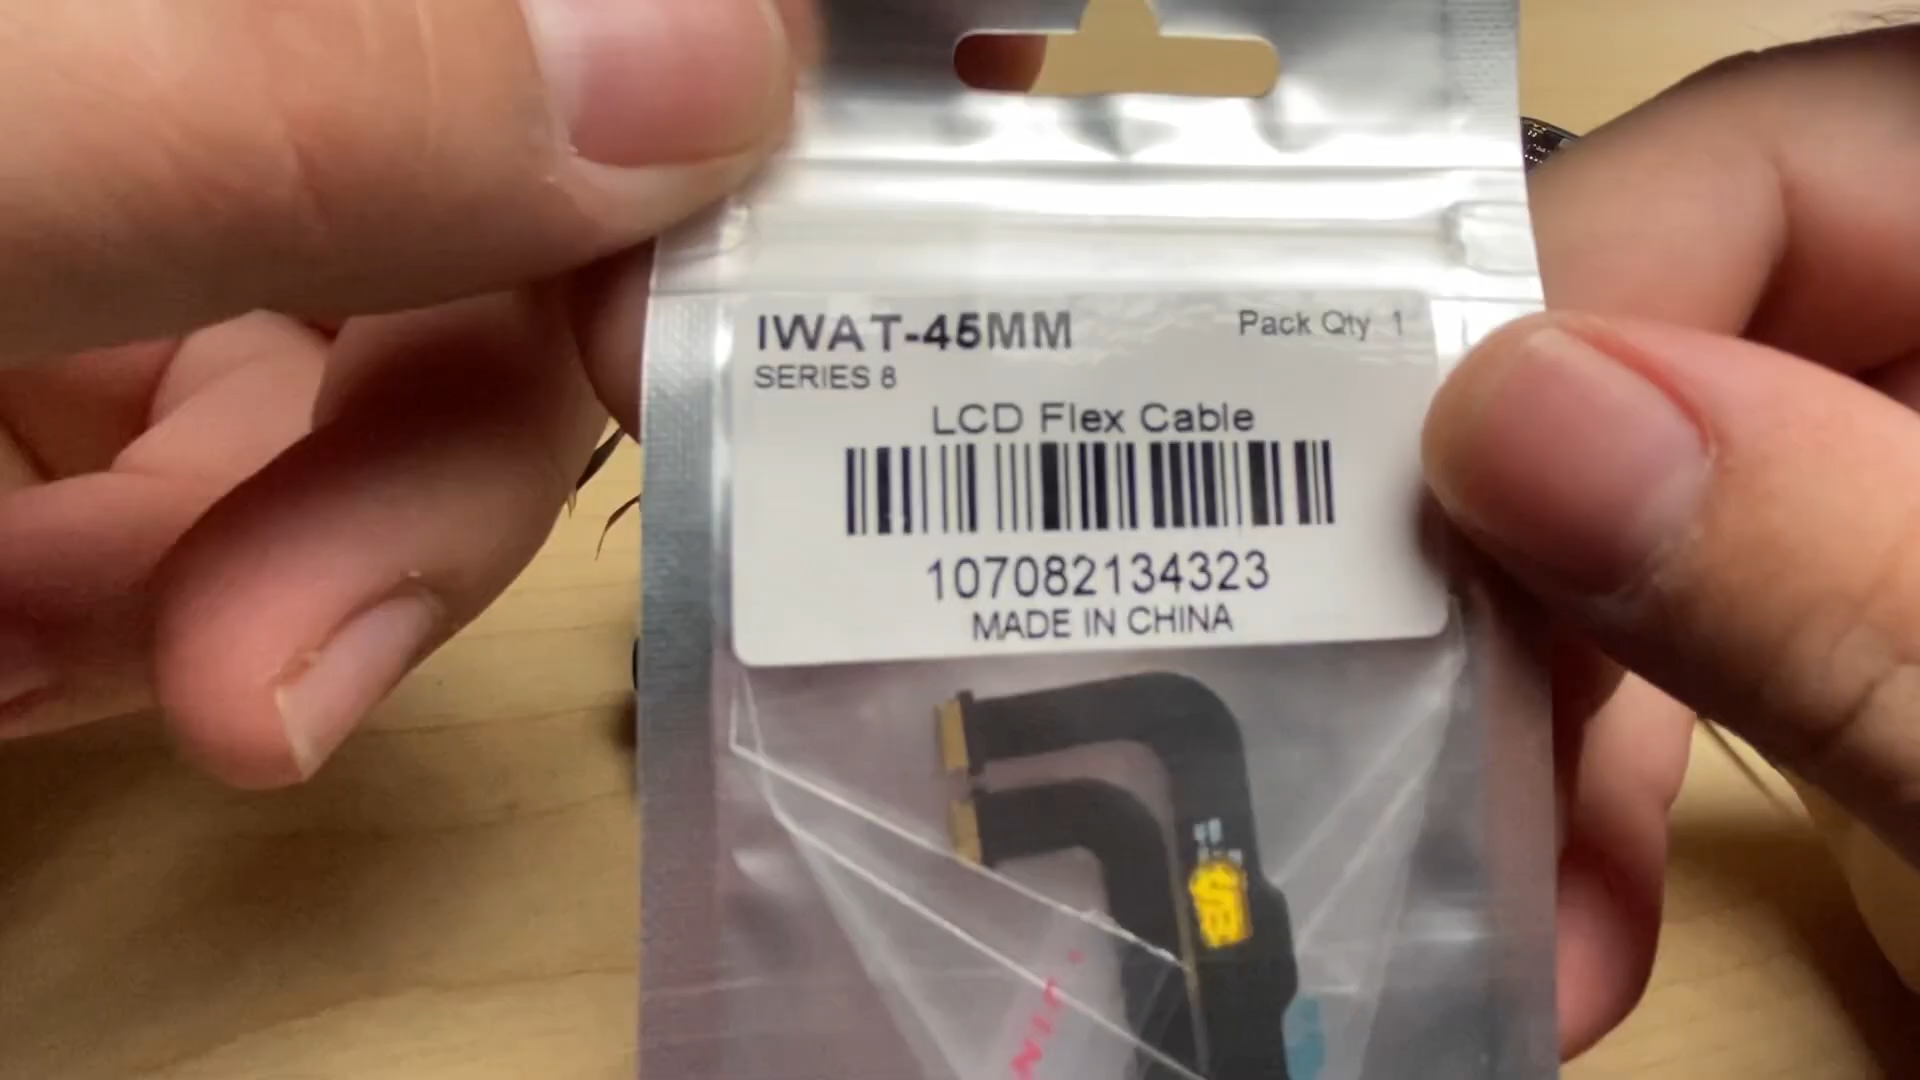 IWAT-45MM
Pack Qty 1
SERIES 8
LCD Flex Cable
107082134323
MADE IN CHINA